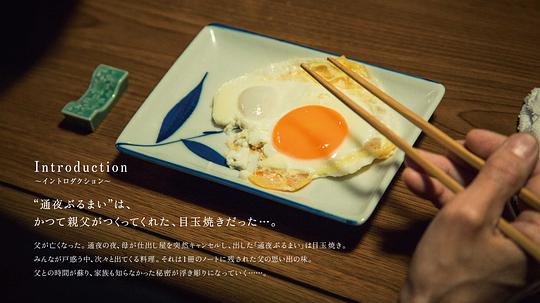 Introduction
〜イントロダクション〜
“通夜ぶるまい”は、
かつて親父がつくってくれた、目玉焼きだった…。
父が亡くなった。通夜の夜、母が仕出し屋を突然キャンセルし、出した「通夜ぶるまい」は目玉焼き。
みんなが戸惑う中、次々と出てくる料理。それは1冊のノートに残された父の思い出の味。
父との時間が蘇り、家族も知らなかった秘密が浮き彫りになっていく……。